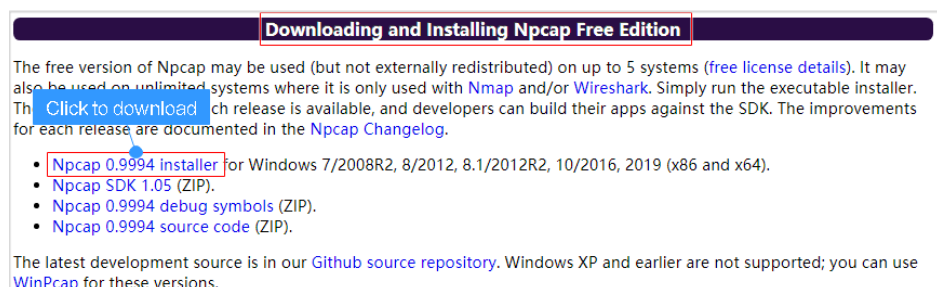 Downloading and Installing Npcap Free Edition
The free version of Npcap may be used (but not externally redistributed) on up to 5 systems (free license details). It may
also be used on unlimited systems where it is only used with Nmap and/or Wireshark. Simply run the executable installer.
Click to download
Th ch release is available, and developers can build their apps against the SDK. The improvements
for each release are documented in the Npcap Changelog.
• Npcap 0.9994 installer for Windows 7/2008R2, 8/2012, 8.1/2012R2, 10/2016, 2019 (x86 and x64).
• Npcap SDK 1.05 (ZIP).
• Npcap 0.9994 debug symbols (ZIP).
• Npcap 0.9994 source code (ZIP).
The latest development source is in our Github source repository. Windows XP and earlier are not supported; you can use
WinPcap for these versions.